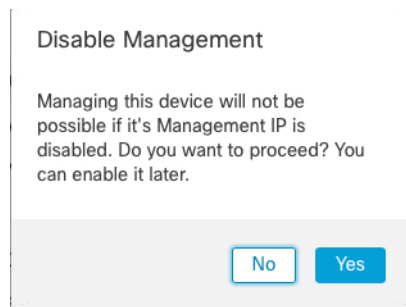 Disable Management
Managing this device will not be
possible if it's Management IP is
disabled. Do you want to proceed? You
can enable it later.
No
Yes